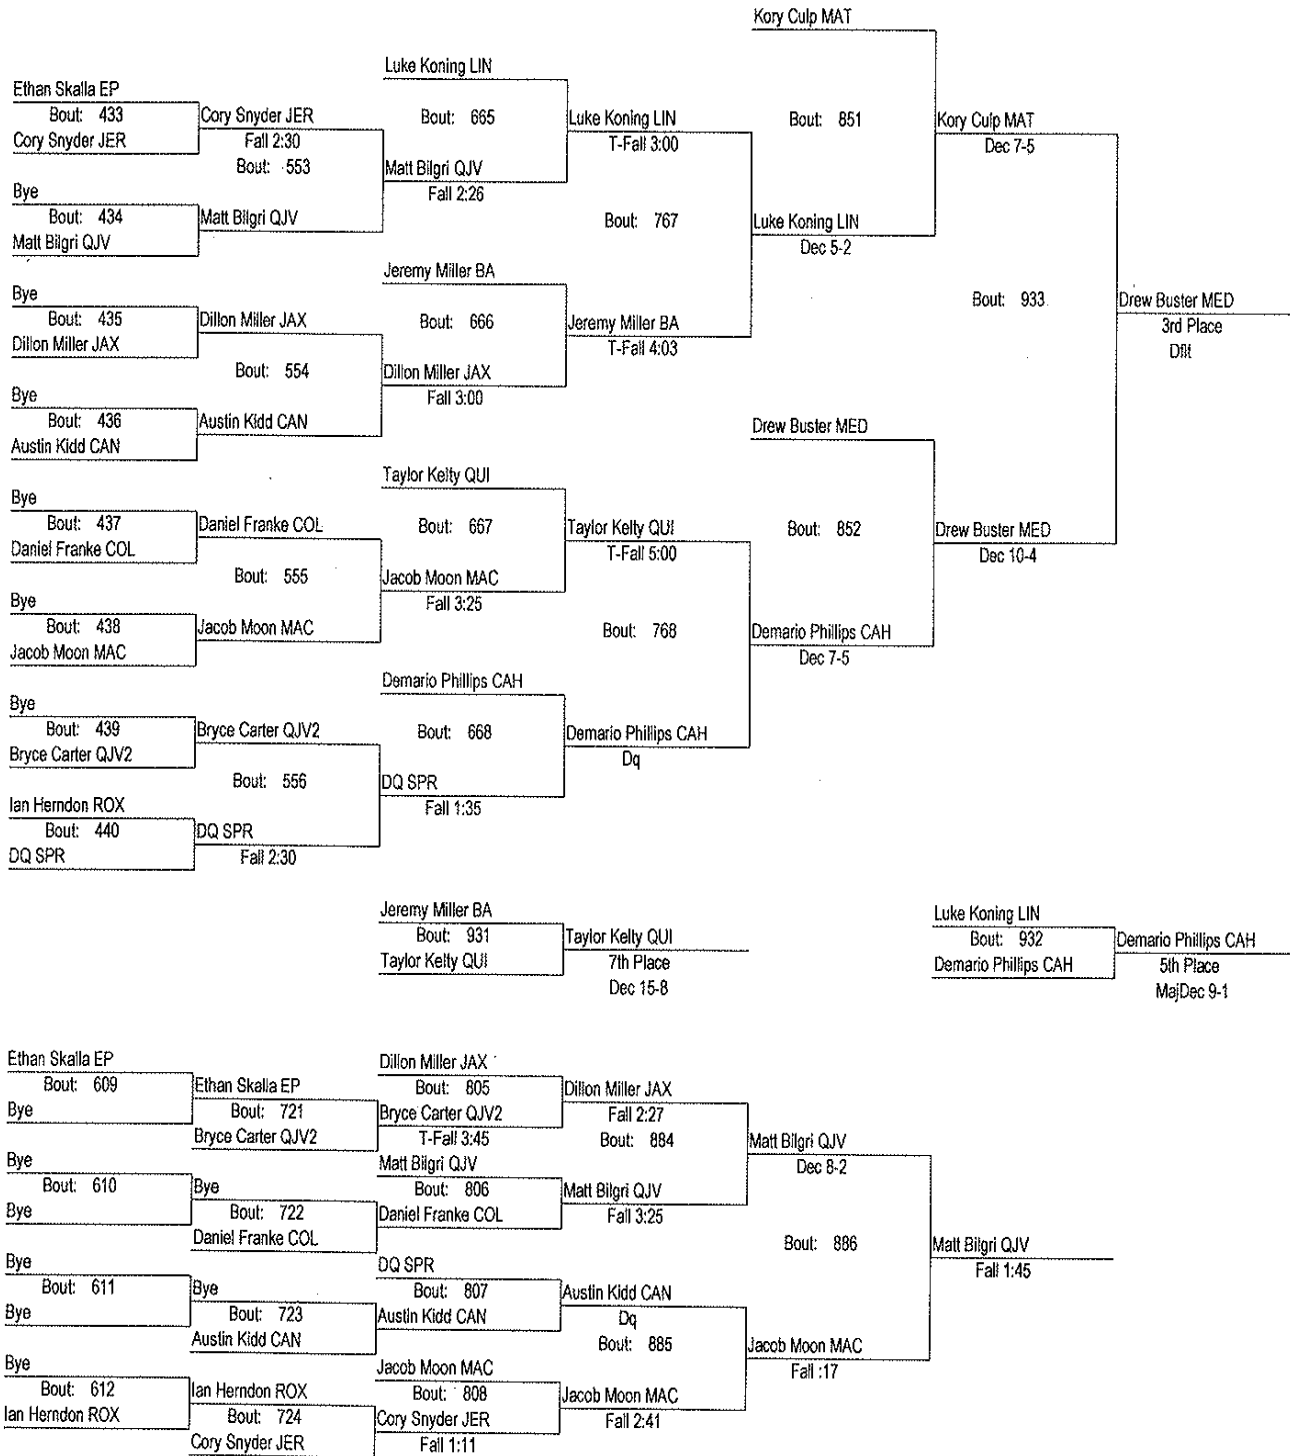 Kory Culp MAT
Luke Koning LIN
Ethan Skalla EP
Bout: 433
Cory Snyder JER
Cory Snyder JER
Fall 2:30
Bout: 553
Bout: 665
Luke Koning LIN
T-Fall 3:00
Bout: 851
Kory Culp MAT
Dec 7-5
Matt Bilgri QJV
Fall 2:26
Bye
Bout: 434
Matt Bilgri QJV
Matt Bilgri QJV
Bout: 767
Luke Koning LIN
Dec 5-2
Jeremy Miller BA
Bye
Bout: 435
Dillon Miller JAX
Dillon Miller JAX
Bout: 554
Bout: 666
Jeremy Miller BA
T-Fall 4:03
Bout: 933
Drew Buster MED
3rd Place
Dflt
Dillon Miller JAX
Fall 3:00
Bye
Bout: 436
Austin Kidd CAN
Austin Kidd CAN
Drew Buster MED
Taylor Kelty QUI
Bye
Bout: 437
Daniel Franke COL
Daniel Franke COL
Bout: 555
Bout: 667
Taylor Kelty QUI
T-Fall 5:00
Bout: 852
Drew Buster MED
Dec 10-4
Jacob Moon MAC
Fall 3:25
Bye
Bout: 438
Jacob Moon MAC
Jacob Moon MAC
Bout: 768
Demario Phillips CAH
Dec 7-5
Demario Phillips CAH
Bye
Bout: 439
Bryce Carter QJV2
Bryce Carter QJV2
Bout: 556
Bout: 668
Demario Phillips CAH
Dq
DQ SPR
Fall 1:35
Ian Herndon ROX
Bout: 440
DQ SPR
DQ SPR
Fall 2:30
Jeremy Miller BA
Bout: 931
Taylor Kelty QUI
Taylor Kelty QUI
7th Place
Dec 15-8
Luke Koning LIN
Bout: 932
Demario Phillips CAH
Demario Phillips CAH
5th Place
MajDec 9-1
Ethan Skalla EP
Bout: 609
Bye
Ethan Skalla EP
Bout: 721
Bryce Carter QJV2
Dillon Miller JAX
Bout: 805
Bryce Carter QJV2
T-Fall 3:45
Dillon Miller JAX
Fall 2:27
Bout: 884
Matt Bilgri QJV
Dec 8-2
Bye
Bout: 610
Bye
Bye
Bout: 722
Daniel Franke COL
Matt Bilgri QJV
Bout: 806
Daniel Franke COL
Matt Bilgri QJV
Fall 3:25
Bout: 886
Matt Bilgri QJV
Fall 1:45
Bye
Bout: 611
Bye
Bye
Bout: 723
Austin Kidd CAN
DQ SPR
Bout: 807
Austin Kidd CAN
Austin Kidd CAN
Dq
Bout: 885
Jacob Moon MAC
Fall :17
Bye
Bout: 612
Ian Herndon ROX
Ian Herndon ROX
Bout: 724
Cory Snyder JER
Jacob Moon MAC
Bout: 808
Cory Snyder JER
Fall 1:11
Jacob Moon MAC
Fall 2:41